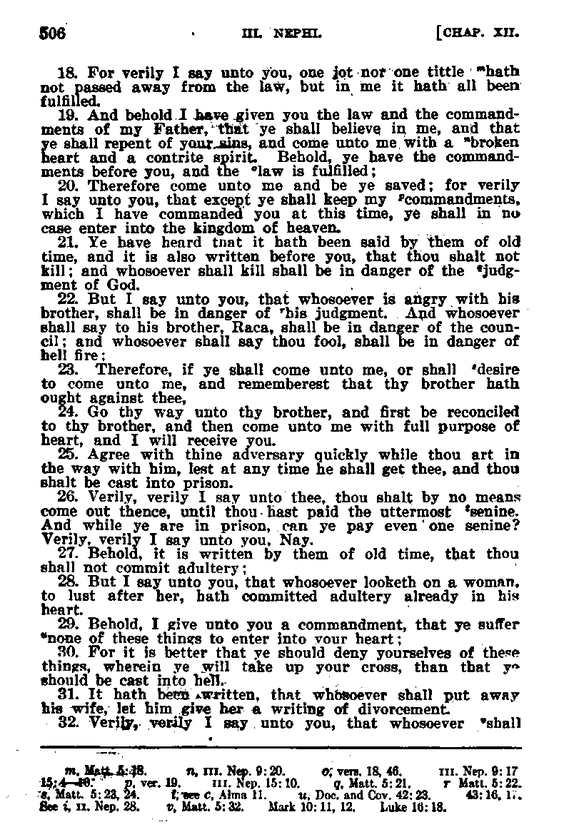 506 III. NEPHI. [CHAP. XII.
18. For verily I say unto you, one jot nor one tittle ᵐhath
not passed away from the law, but in me it hath all been
fulfilled.
19. And behold I have given you the law and the command-
ments of my Father, that ye shall believe in me, and that
ye shall repent of your sins, and come unto me with a ⁿbroken
heart and a contrite spirit. Behold, ye have the command-
ments before you, and the ᵒlaw is fulfilled;
20. Therefore come unto me and be ye saved; for verily
I say unto you, that except ye shall keep my ᵖcommandments,
which I have commanded you at this time, ye shall in no
case enter into the kingdom of heaven.
21. Ye have heard that it hath been said by them of old
time, and it is also written before you, that thou shalt not
kill; and whosoever shall kill shall be in danger of the qjudg-
ment of God.
22. But I say unto you, that whosoever is angry with his
brother, shall be in danger of ʳhis judgment. And whosoever
shall say to his brother, Raca, shall be in danger of the coun-
cil; and whosoever shall say thou fool, shall be in danger of
hell fire:
23. Therefore, if ye shall come unto me, or shall ˢdesire
to come unto me, and rememberest that thy brother hath
ought against thee,
24. Go thy way unto thy brother, and first be reconciled
to thy brother, and then come unto me with full purpose of
heart, and I will receive you.
25. Agree with thine adversary quickly while thou art in
the way with him, lest at any time he shall get thee, and thou
shalt be cast into prison.
26. Verily, verily I say unto thee, thou shalt by no means
come out thence, until thou hast paid the uttermost ᵗsenine.
And while ye are in prison, can ye pay even one senine?
Verily, verily I say unto you, Nay.
27. Behold, it is written by them of old time, that thou
shall not commit adultery;
28. But I say unto you, that whosoever looketh on a woman,
to lust after her, hath committed adultery already in his
heart.
29. Behold, I give unto you a commandment, that ye suffer
ᵘnone of these things to enter into your heart;
30. For it is better that ye should deny yourselves of these
things, wherein ye will take up your cross, than that ye
should be cast into hell.
31. It hath been written, that whosoever shall put away
his wife, let him give her a writing of divorcement.
32. Verily, verily I say unto you, that whosoever ᵛshall
m, Matt. 5:18. n, III. Nep. 9:20. o, vers. 18, 46. III. Nep. 9:17
15:4— p, ver. 19. III. Nep. 15:10. q, Matt. 5:21. r Matt. 5:22.
s, Matt. 5:23, 24. t, see c, Alma 11. u, Doc. and Cov. 42:23. 43:16,
See i, II. Nep. 28. v, Matt. 5:32. Mark 10:11, 12. Luke 16:18.